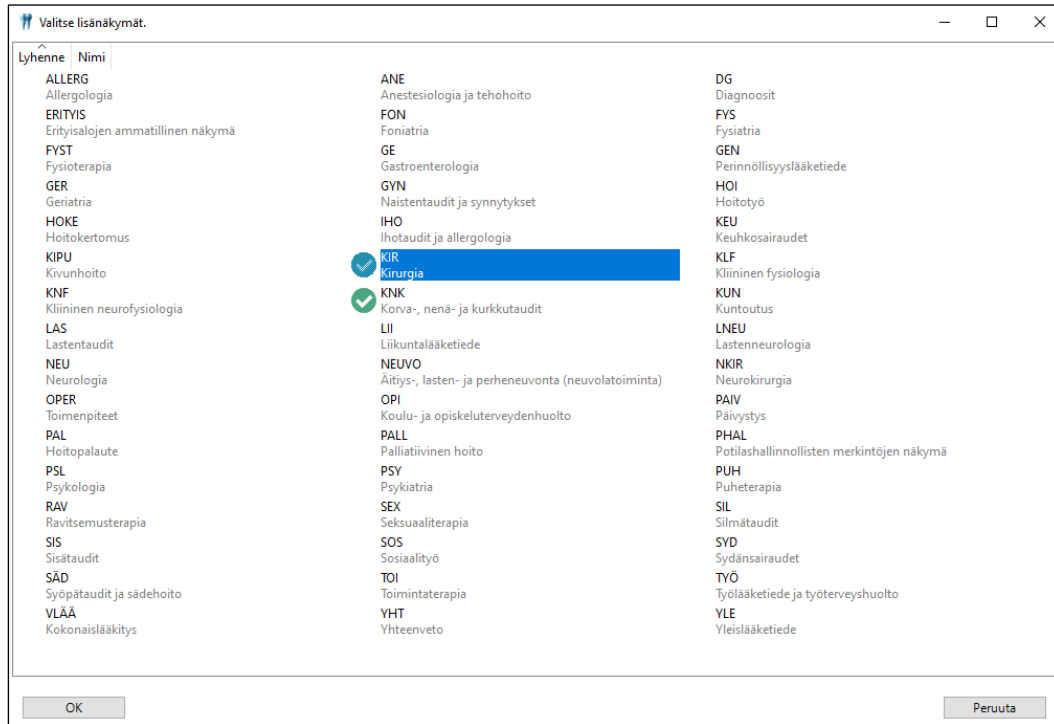 Valitse lisänäkymät.
Lyhenne Nimi
ALLERG ANE DG
Allergologia Anestesiologia ja tehohoito Diagnoosit
ERITYIS FON FYS
Erityisalojen ammatillinen näkymä Foniatria Fysiatria
FYST GE GEN
Fysioterapia Gastroenterologia Perinnöllisyyslääketiede
GER GYN HOI
Geriatria Naistentaudit ja synnytykset Hoitotyö
HOKE IHO KEU
Hoitokertomus Ihotaudit ja allergologia Keuhkosairaudet
KIPU KIR KLF
Kivunhoito Kirurgia Kliininen fysiologia
KNF KNK KUN
Kliininen neurofysiologia Korva-, nenä- ja kurkkutaudit Kuntoutus
LAS LII LNEU
Lastentaudit Liikuntalääketiede Lastenneurologia
NEU NEUVO NKIR
Neurologia Äitiys-, lasten- ja perheneuvonta (neuvolatoiminta) Neurokirurgia
OPER OPI PAIV
Toimenpiteet Koulu- ja opiskeluterveydenhuolto Päivystys
PAL PALL PHAL
Hoitopalaute Palliatiivinen hoito Potilashallinnollisten merkintöjen näkymä
PSL PSY PUH
Psykologia Psykiatria Puheterapia
RAV SEX SIL
Ravitsemusterapia Seksuaaliterapia Silmätaudit
SIS SOS SYD
Sisätaudit Sosiaalityö Sydänsairaudet
SÄD TOI TYÖ
Syöpätaudit ja sädehoito Toimintaterapia Työlääketiede ja työterveyshuolto
VLÄÄ YHT YLE
Kokonaislääkitys Yhteenveto Yleislääketiede
OK Peruuta